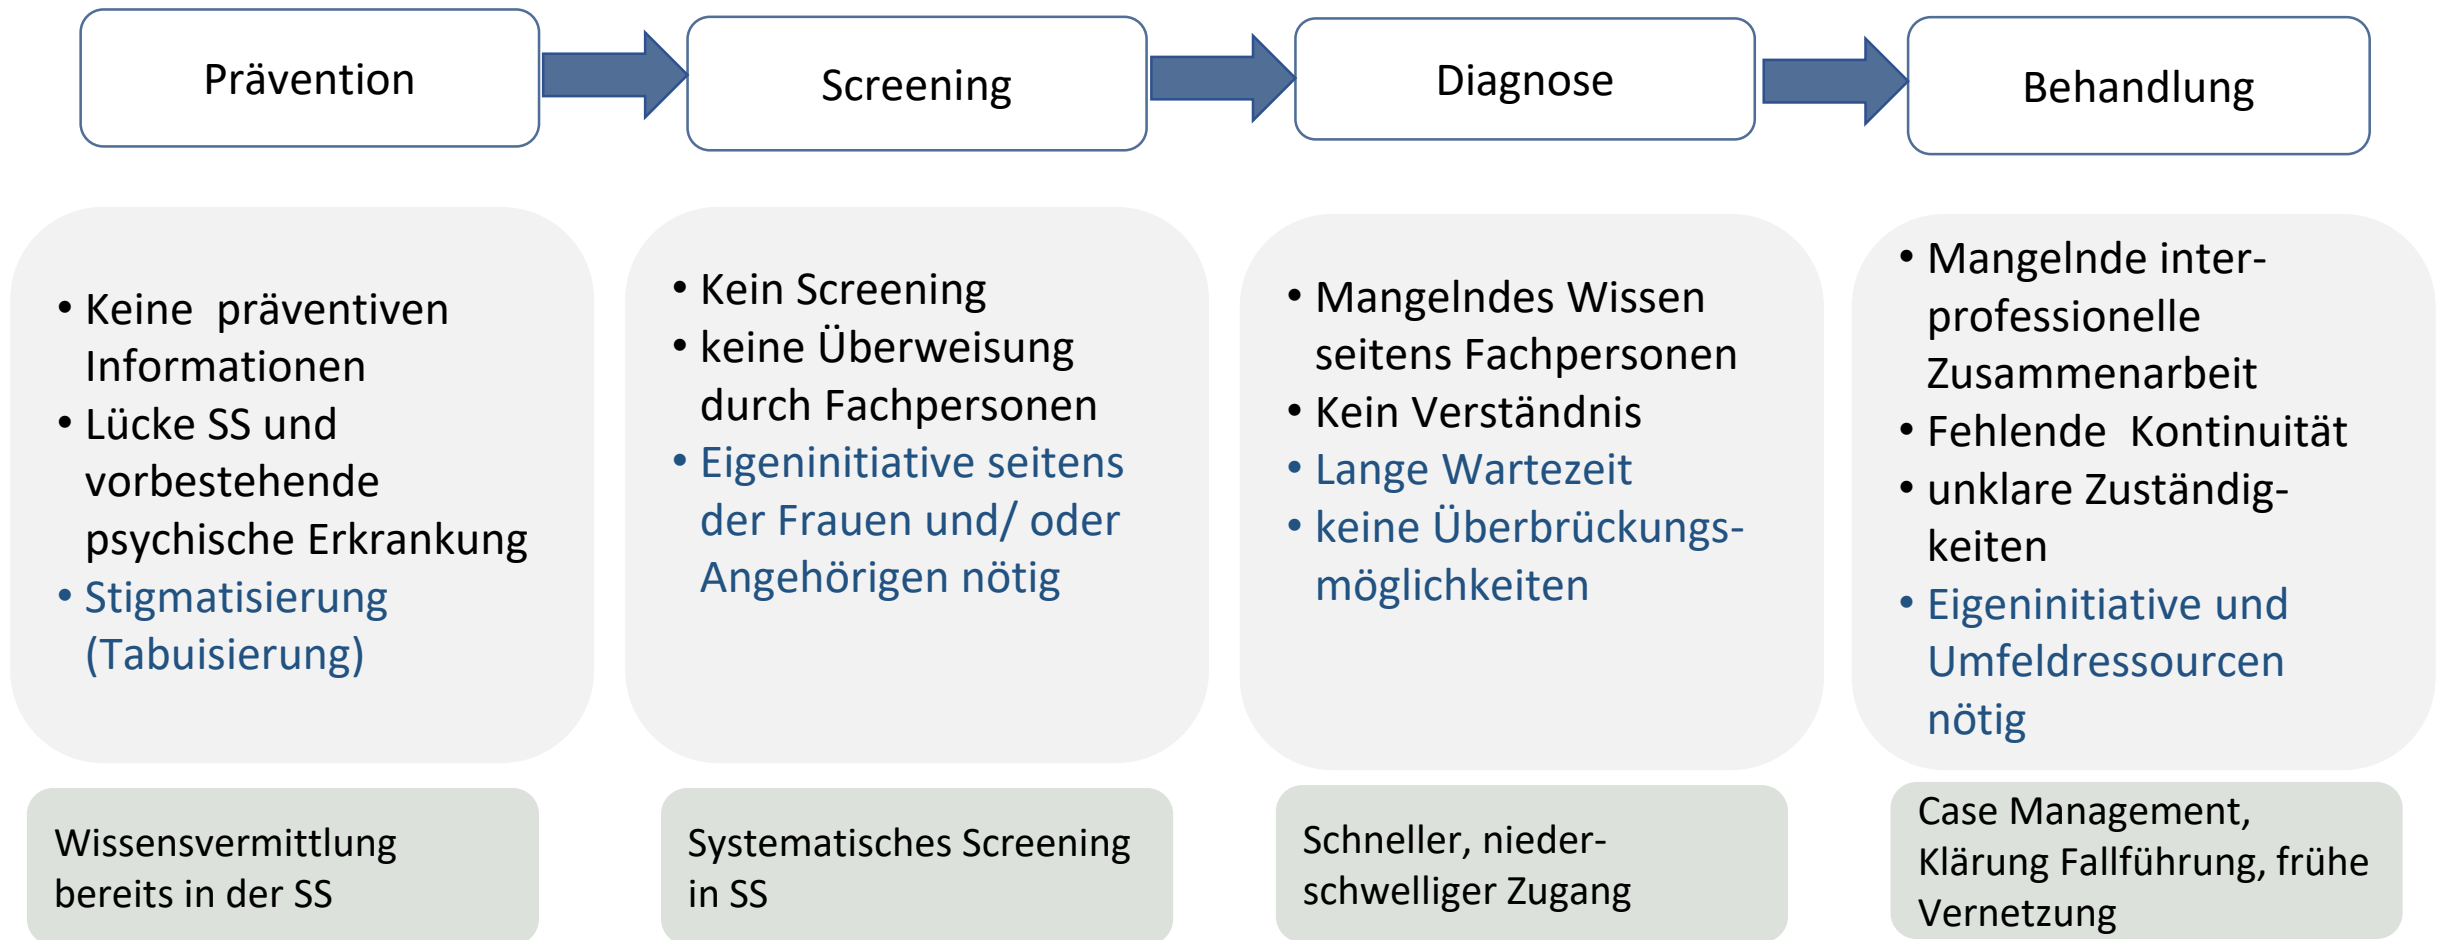 Prävention
Screening
Diagnose
Behandlung
• Keine präventiven
Informationen
• Lücke SS und
vorbestehende
psychische Erkrankung
• Stigmatisierung
(Tabuisierung)
• Kein Screening
• keine Überweisung
durch Fachpersonen
• Eigeninitiative seitens
der Frauen und/ oder
Angehörigen nötig
• Mangelndes Wissen
seitens Fachpersonen
• Kein Verständnis
• Lange Wartezeit
• keine Überbrückungs-
möglichkeiten
• Mangelnde inter-
professionelle
Zusammenarbeit
• Fehlende Kontinuität
• unklare Zuständig-
keiten
• Eigeninitiative und
Umfeldressourcen
nötig
Wissensvermittlung
bereits in der SS
Systematisches Screening
in SS
Schneller, nieder-
schwelliger Zugang
Case Management,
Klärung Fallführung, frühe
Vernetzung